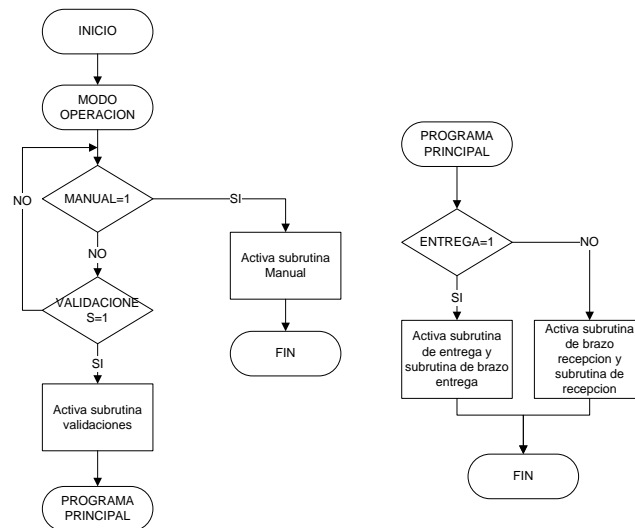 INICIO
MODO
OPERACION
MANUAL=1
SI
NO
NO
Activa subrutina
Manual
VALIDACIONE
S=1
FIN
SI
Activa subrutina
validaciones
PROGRAMA
PRINCIPAL
PROGRAMA
PRINCIPAL
ENTREGA=1
NO
SI
Activa subrutina
de entrega y
subrutina de brazo
entrega
Activa subrutina
de brazo
recepcion y
subrutina de
recepcion
FIN